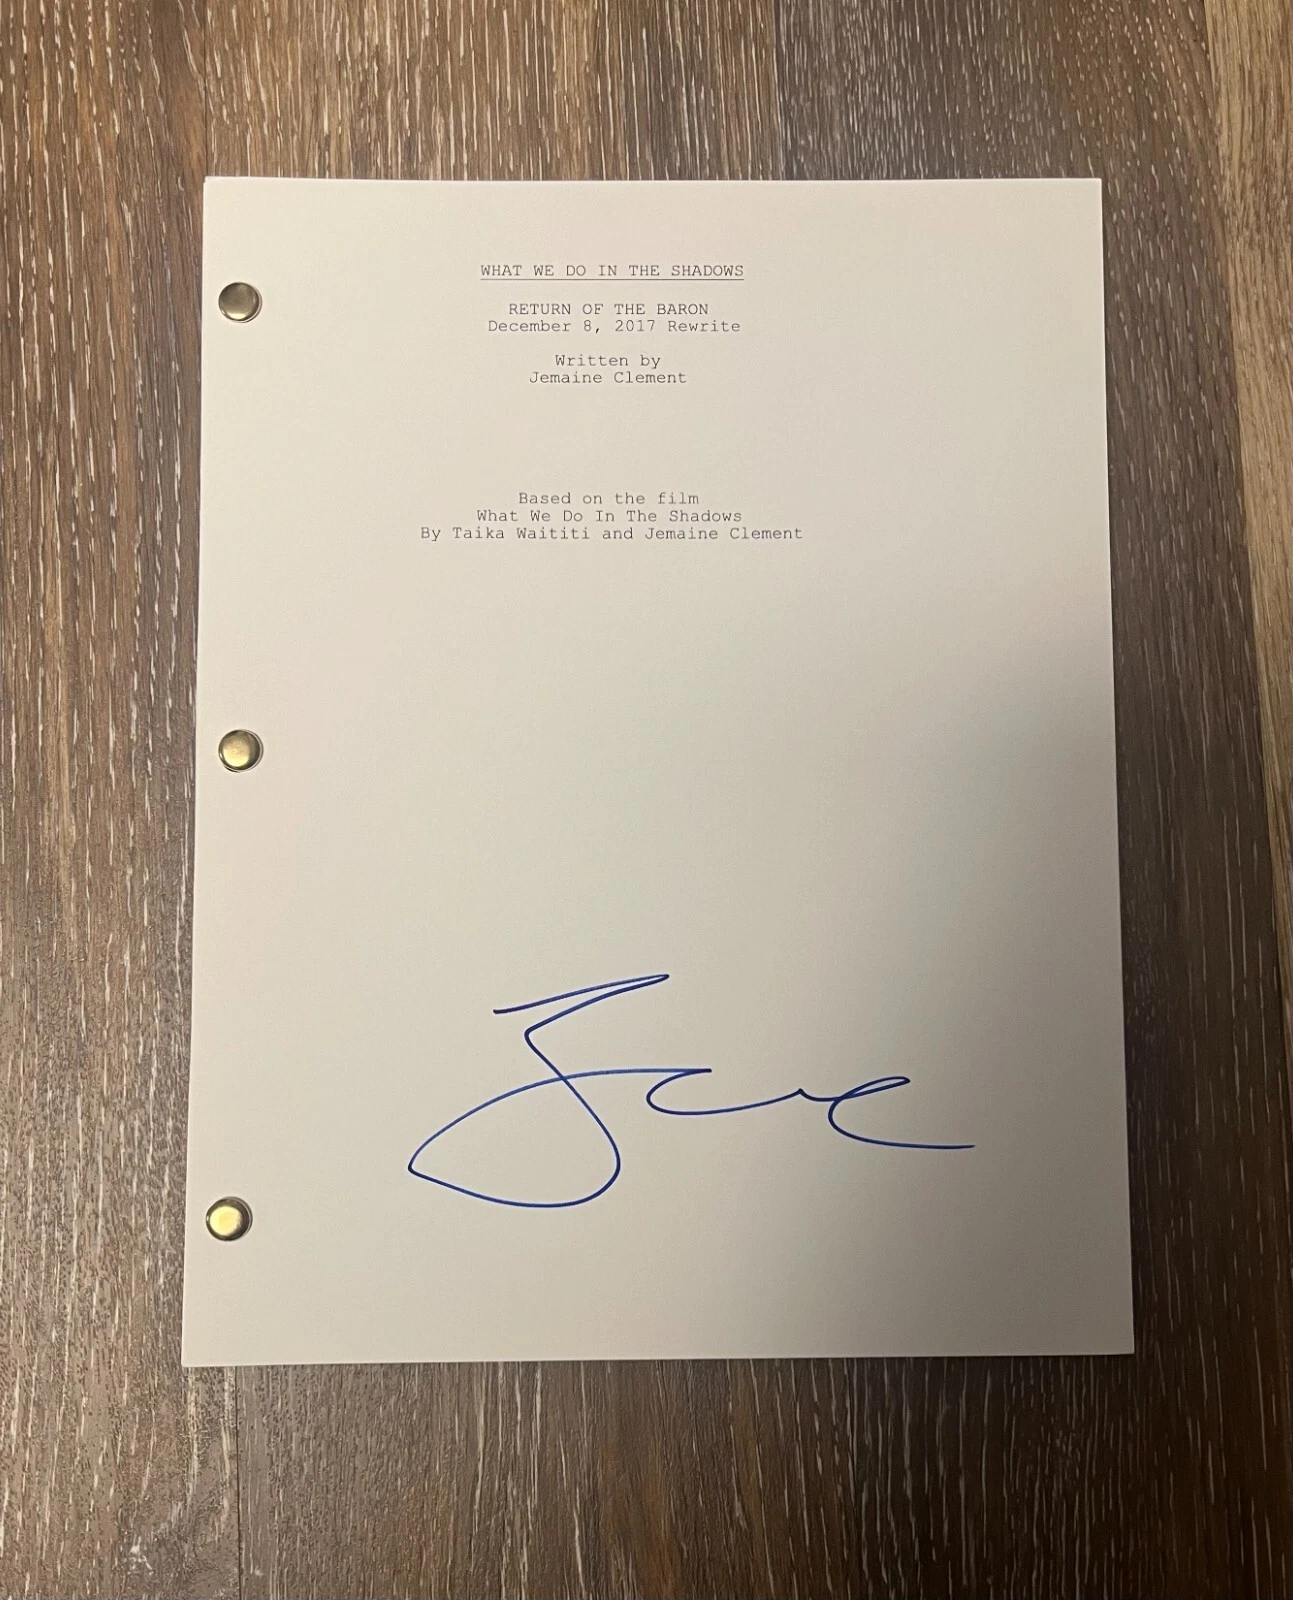 WHAT WE DO IN THE SHADOWS
RETURN OF THE BARON
December 8, 2017 Rewrite
Written by
Jemaine Clement
Based on the film
What We Do In The Shadows
By Taika Waititi and Jemaine Clement